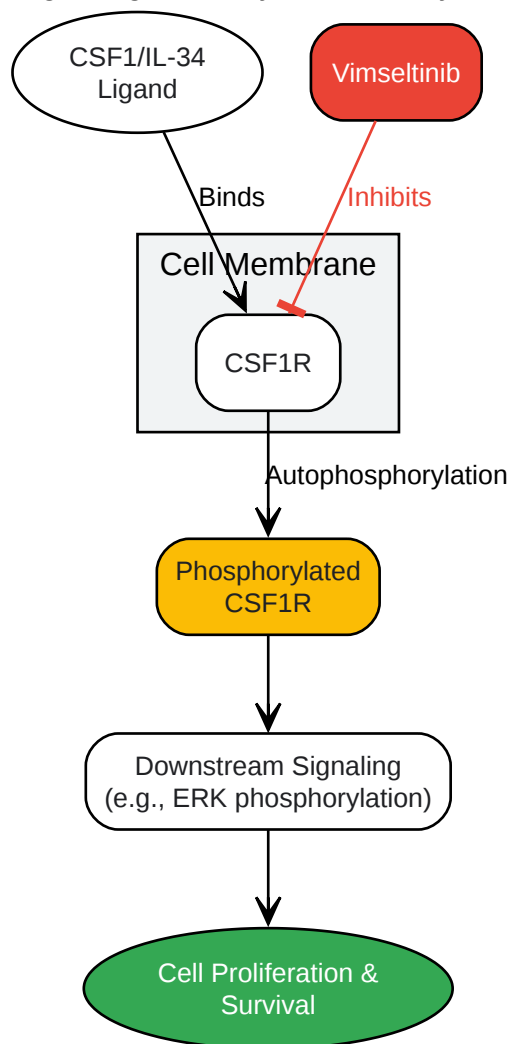 CSF1/IL-34
Ligand
Vimseltinib
Binds
Inhibits
Cell Membrane
CSF1R
Autophosphorylation
Phosphorylated
CSF1R
Downstream Signaling
(e.g., ERK phosphorylation)
Cell Proliferation &
Survival